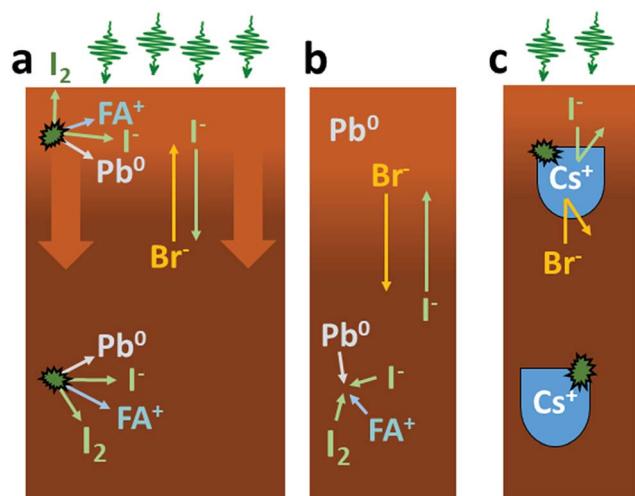 a
I₂
FA⁺
I⁻
Pb⁰
I⁻
Br⁻
Pb⁰
I⁻
FA⁺
I₂
b
Pb⁰
Br⁻
I⁻
Pb⁰
I⁻
I₂
FA⁺
c
I⁻
Cs⁺
Br⁻
Cs⁺